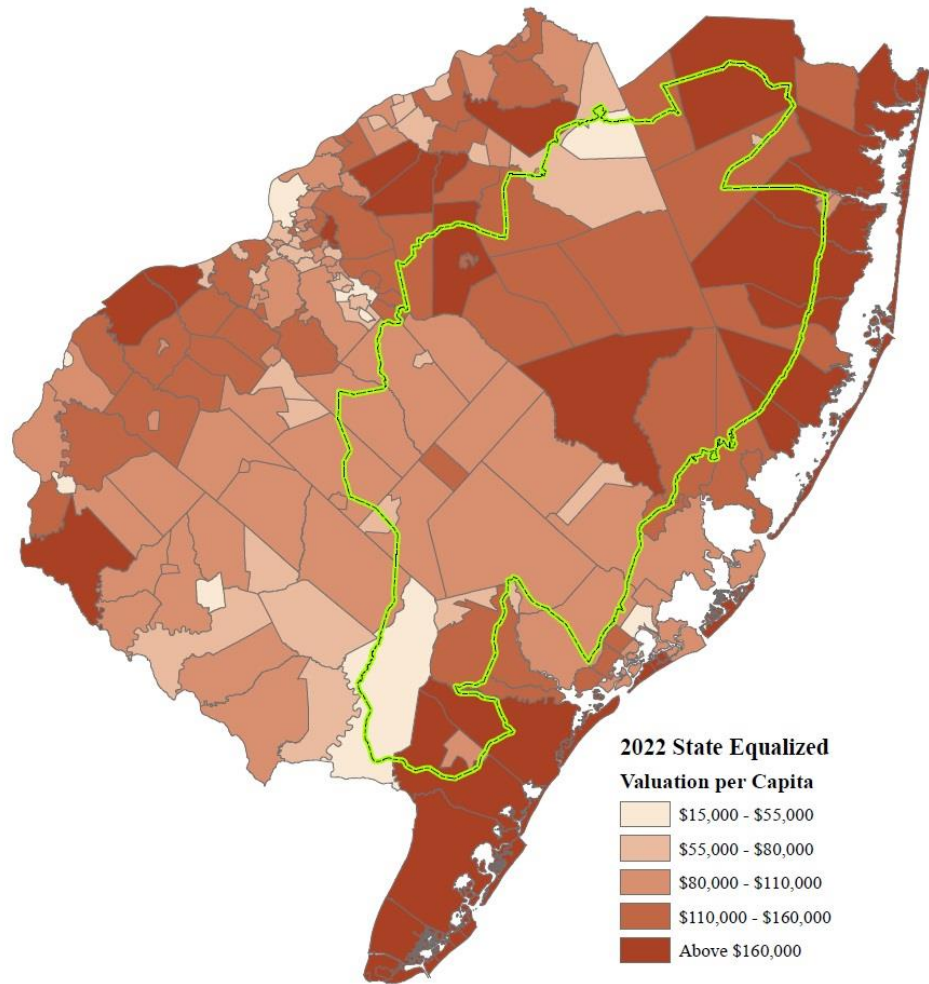 2022 State Equalized
Valuation per Capita
$15,000 - $55,000
$55,000 - $80,000
$80,000 - $110,000
$110,000 - $160,000
Above $160,000